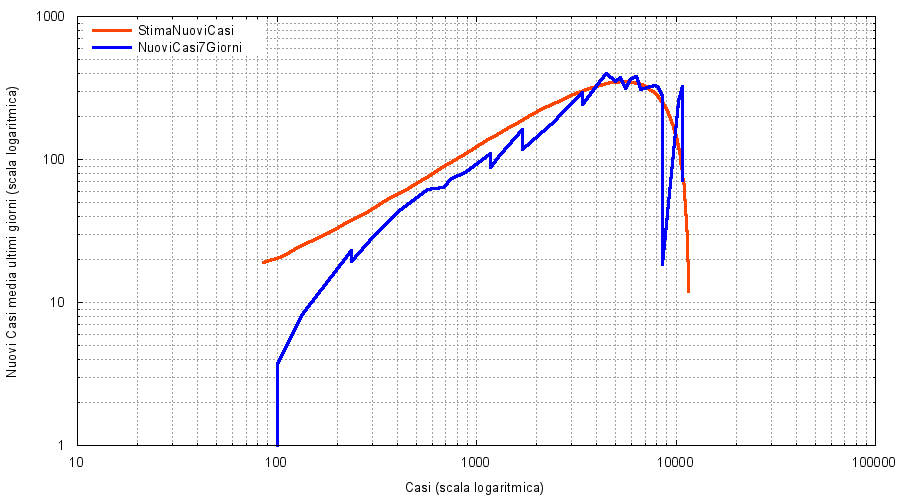 1000
StimaNuoviCasi
NuoviCasi7Giorni
100
10
1
Nuovi Casi media ultimi giorni (scala logaritmica)
10
100
1000
10000
100000
Casi (scala logaritmica)